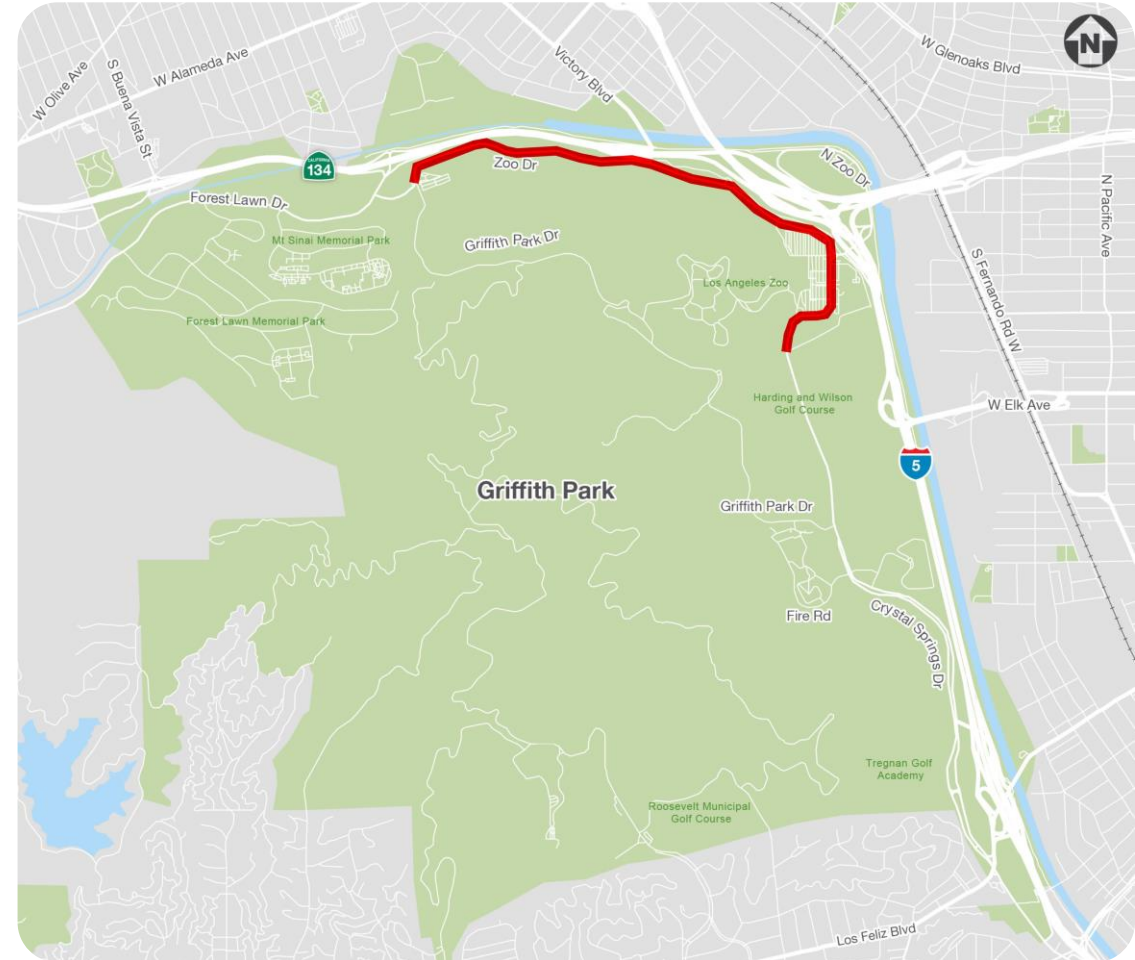 N
W Glenoaks Blvd
Victory Blvd
W Alameda Ave
W Olive Ave
S Buena Vista St
CALIFORNIA
134
Zoo Dr
N Zoo Dr
N Pacific Ave
Forest Lawn Dr
Mt Sinai Memorial Park
Griffith Park Dr
Los Angeles Zoo
S Fernando Rd W
Forest Lawn Memorial Park
Harding and Wilson
Golf Course
W Elk Ave
5
Griffith Park
Griffith Park Dr
Fire Rd
Crystal Springs Dr
Tregnan Golf
Academy
Roosevelt Municipal
Golf Course
Los Feliz Blvd